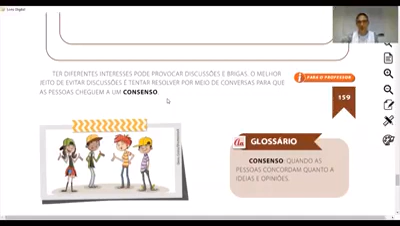 Livro Digital
TER DIFERENTES INTERESSES PODE PROVOCAR DISCUSSÕES E BRIGAS. O MELHOR
JEITO DE EVITAR DISCUSSÕES É TENTAR RESOLVER POR MEIO DE CONVERSAS PARA QUE
AS PESSOAS CHEGUEM A UM CONSENSO
PARA O PROFESSOR
159
GLOSSÁRIO
CONSENSO: QUANDO AS
PESSOAS CONCORDAM QUANTO A
IDEIAS E OPINIÕES.